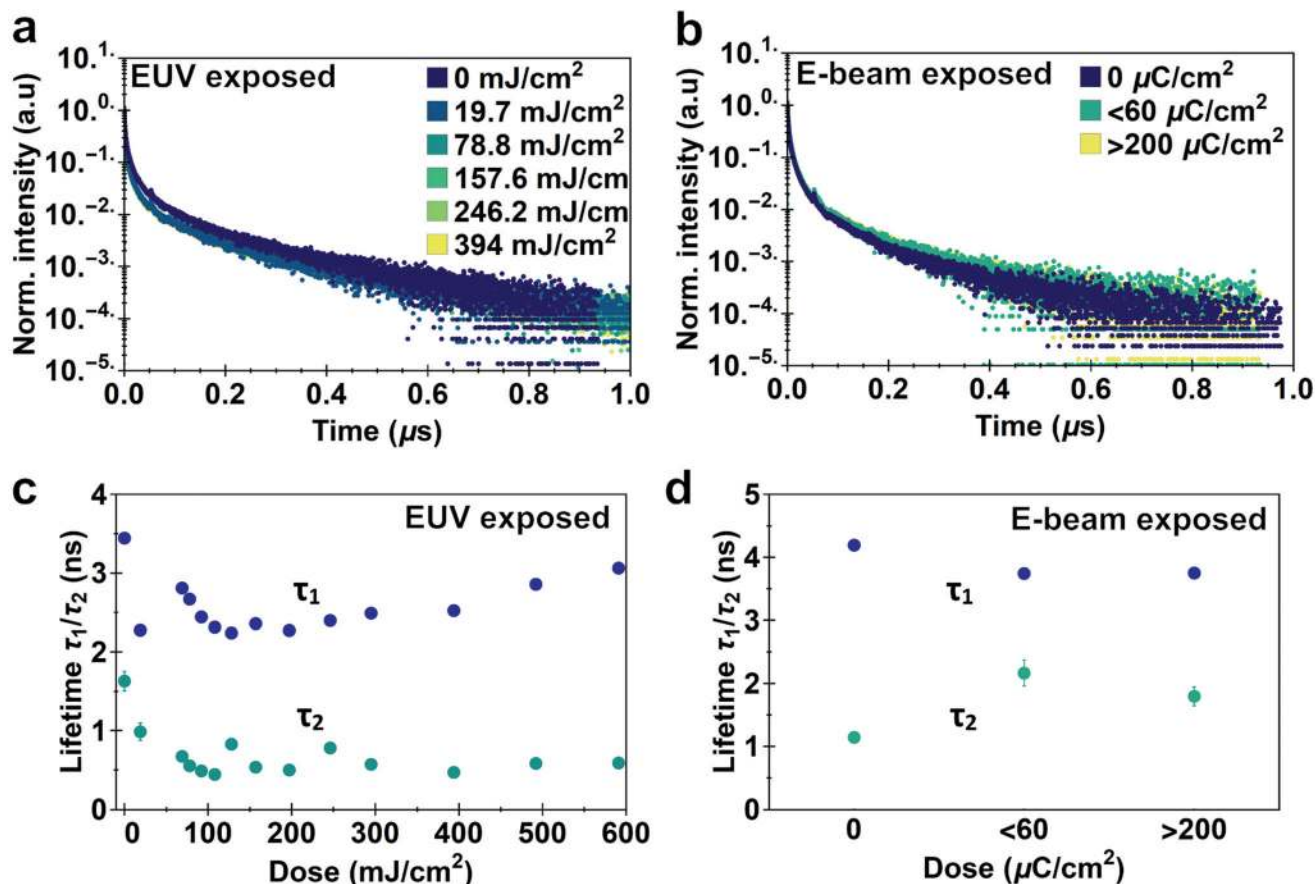 a
EUV exposed
0 mJ/cm²
19.7 mJ/cm²
78.8 mJ/cm²
157.6 mJ/cm
246.2 mJ/cm
394 mJ/cm²
Norm. intensity (a.u)
10.1.
10.0.
10.−1.
10.−2.
10.−3.
10.−4.
10.−5.
0.0 0.2 0.4 0.6 0.8 1.0
Time (µs)
b
E-beam exposed
0 µC/cm²
<60 µC/cm²
>200 µC/cm²
Norm. intensity (a.u)
10.1.
10.0.
10.−1.
10.−2.
10.−3.
10.−4.
10.−5.
0.0 0.2 0.4 0.6 0.8 1.0
Time (µs)
c
EUV exposed
Lifetime τ₁/τ₂ (ns)
4
3
2
1
0
τ₁
τ₂
0 100 200 300 400 500 600
Dose (mJ/cm²)
d
E-beam exposed
Lifetime τ₁/τ₂ (ns)
5
4
3
2
1
0
τ₁
τ₂
0 <60 >200
Dose (µC/cm²)